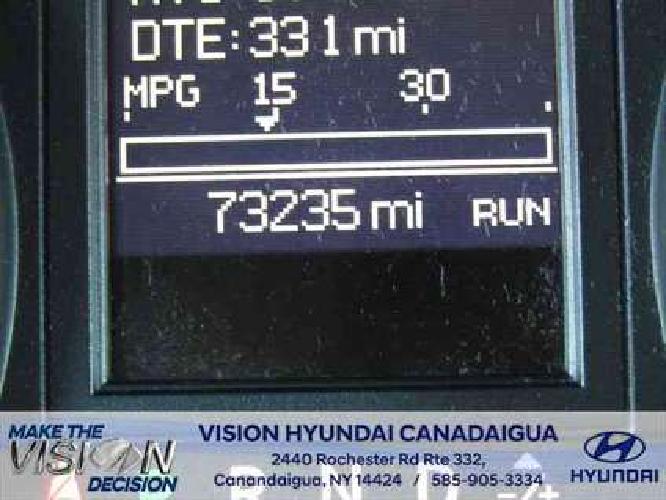 DTE: 331 mi
MPG 15 30
73235 mi RUN
MAKE THE
VISION
DECISION
VISION HYUNDAI CANADAIGUA
2440 Rochester Rd Rte 332,
Canandaigua, NY 14424 / 585-905-3334
HYUNDAI